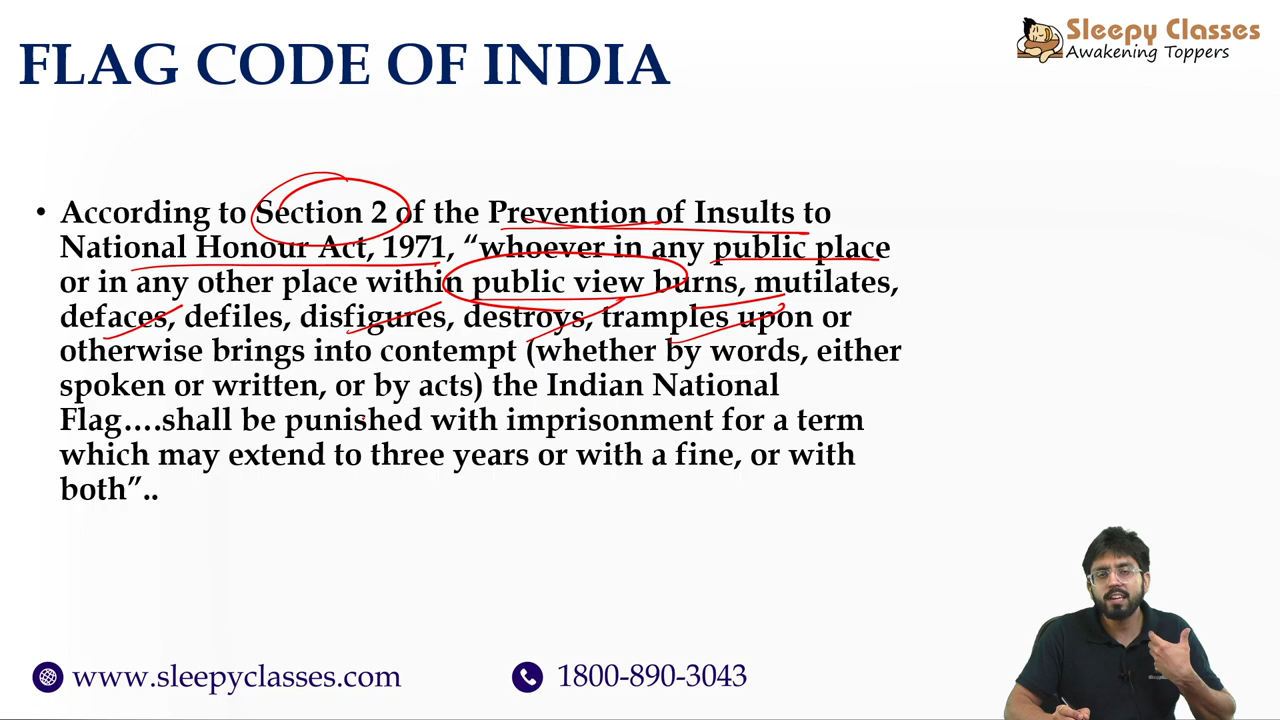 FLAG CODE OF INDIA
Sleepy Classes
Awakening Toppers
• According to Section 2 of the Prevention of Insults to
National Honour Act, 1971, “whoever in any public place
or in any other place within public view burns, mutilates,
defaces, defiles, disfigures, destroys, tramples upon or
otherwise brings into contempt (whether by words, either
spoken or written, or by acts) the Indian National
Flag….shall be punished with imprisonment for a term
which may extend to three years or with a fine, or with
both”..
www.sleepyclasses.com
1800-890-3043